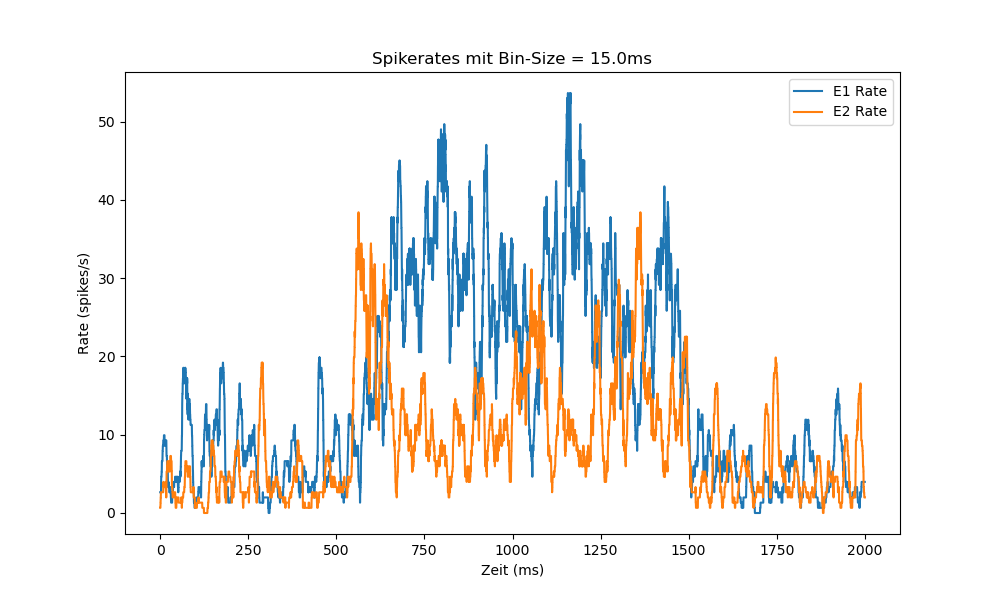 Spikerates mit Bin-Size = 15.0ms
E1 Rate
E2 Rate
50
40
30
20
10
0
Rate (spikes/s)
0 250 500 750 1000 1250 1500 1750 2000
Zeit (ms)